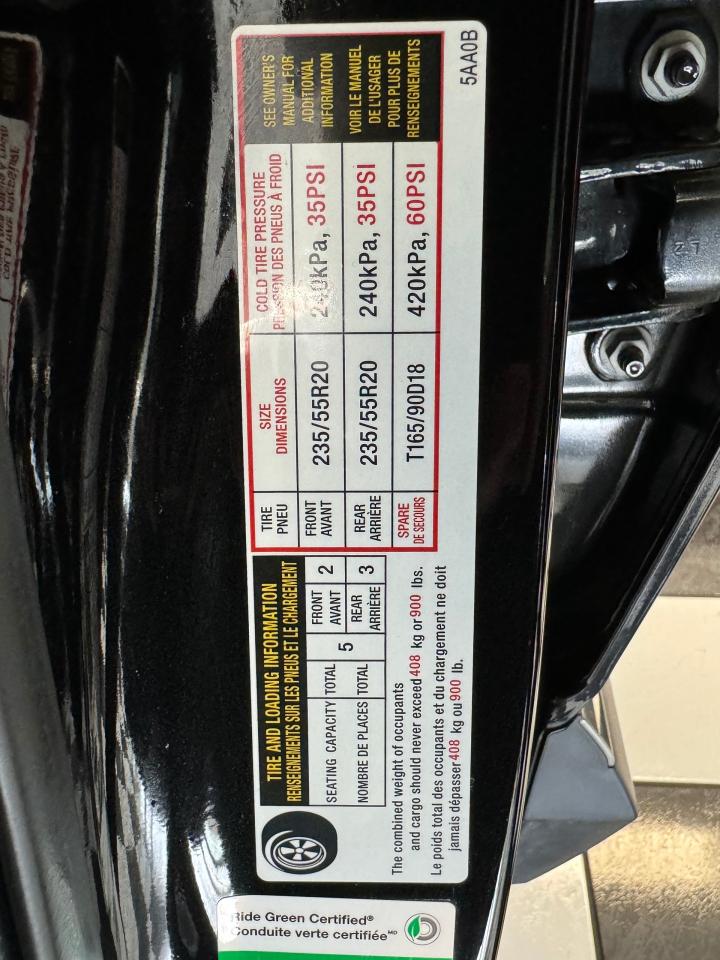 TIRE AND LOADING INFORMATION
RENSEIGNEMENTS SUR LES PNEUS ET LE CHARGEMENT
SEATING CAPACITY TOTAL 5 FRONT AVANT 2
NOMBRE DE PLACES TOTAL REAR ARRIÈRE 3
The combined weight of occupants
and cargo should never exceed 408 kg or 900 lbs.
Le poids total des occupants et du chargement ne doit
jamais dépasser 408 kg ou 900 lb.
TIRE PNEU SIZE DIMENSIONS COLD TIRE PRESSURE PRESSION DES PNEUS À FROID
FRONT AVANT 235/55R20 240kPa, 35PSI
REAR ARRIÈRE 235/55R20 240kPa, 35PSI
SPARE DE SECOURS T165/90D18 420kPa, 60PSI
SEE OWNER'S
MANUAL FOR
ADDITIONAL
INFORMATION
VOIR LE MANUEL
DE L'USAGER
POUR PLUS DE
RENSEIGNEMENTS
5AA0B
Ride Green Certified®
Conduite verte certifiée MD